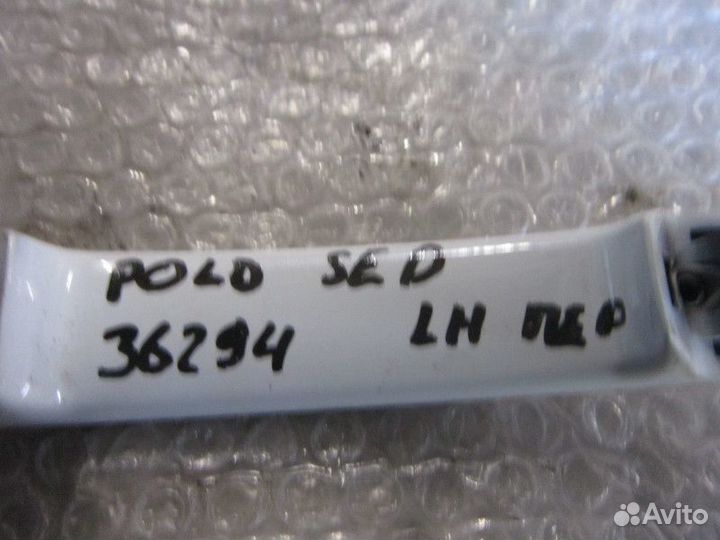 POLO SED
36294 LH ПЕР
Avito